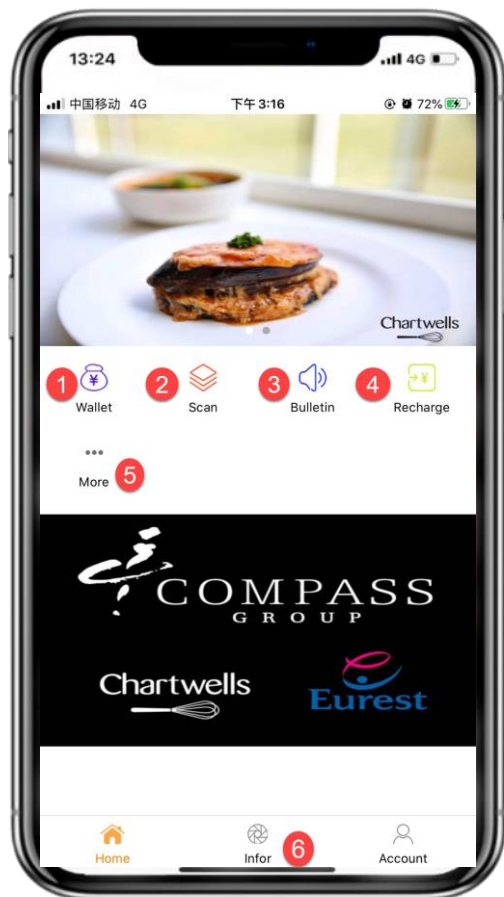 13:24 4G
中国移动 4G 下午3:16 72%
Chartwells
1 ¥ 2 3 4 ¥
Wallet Scan Bulletin Recharge
More 5
COMPASS
GROUP
Chartwells Eurest
6
Home Infor Account